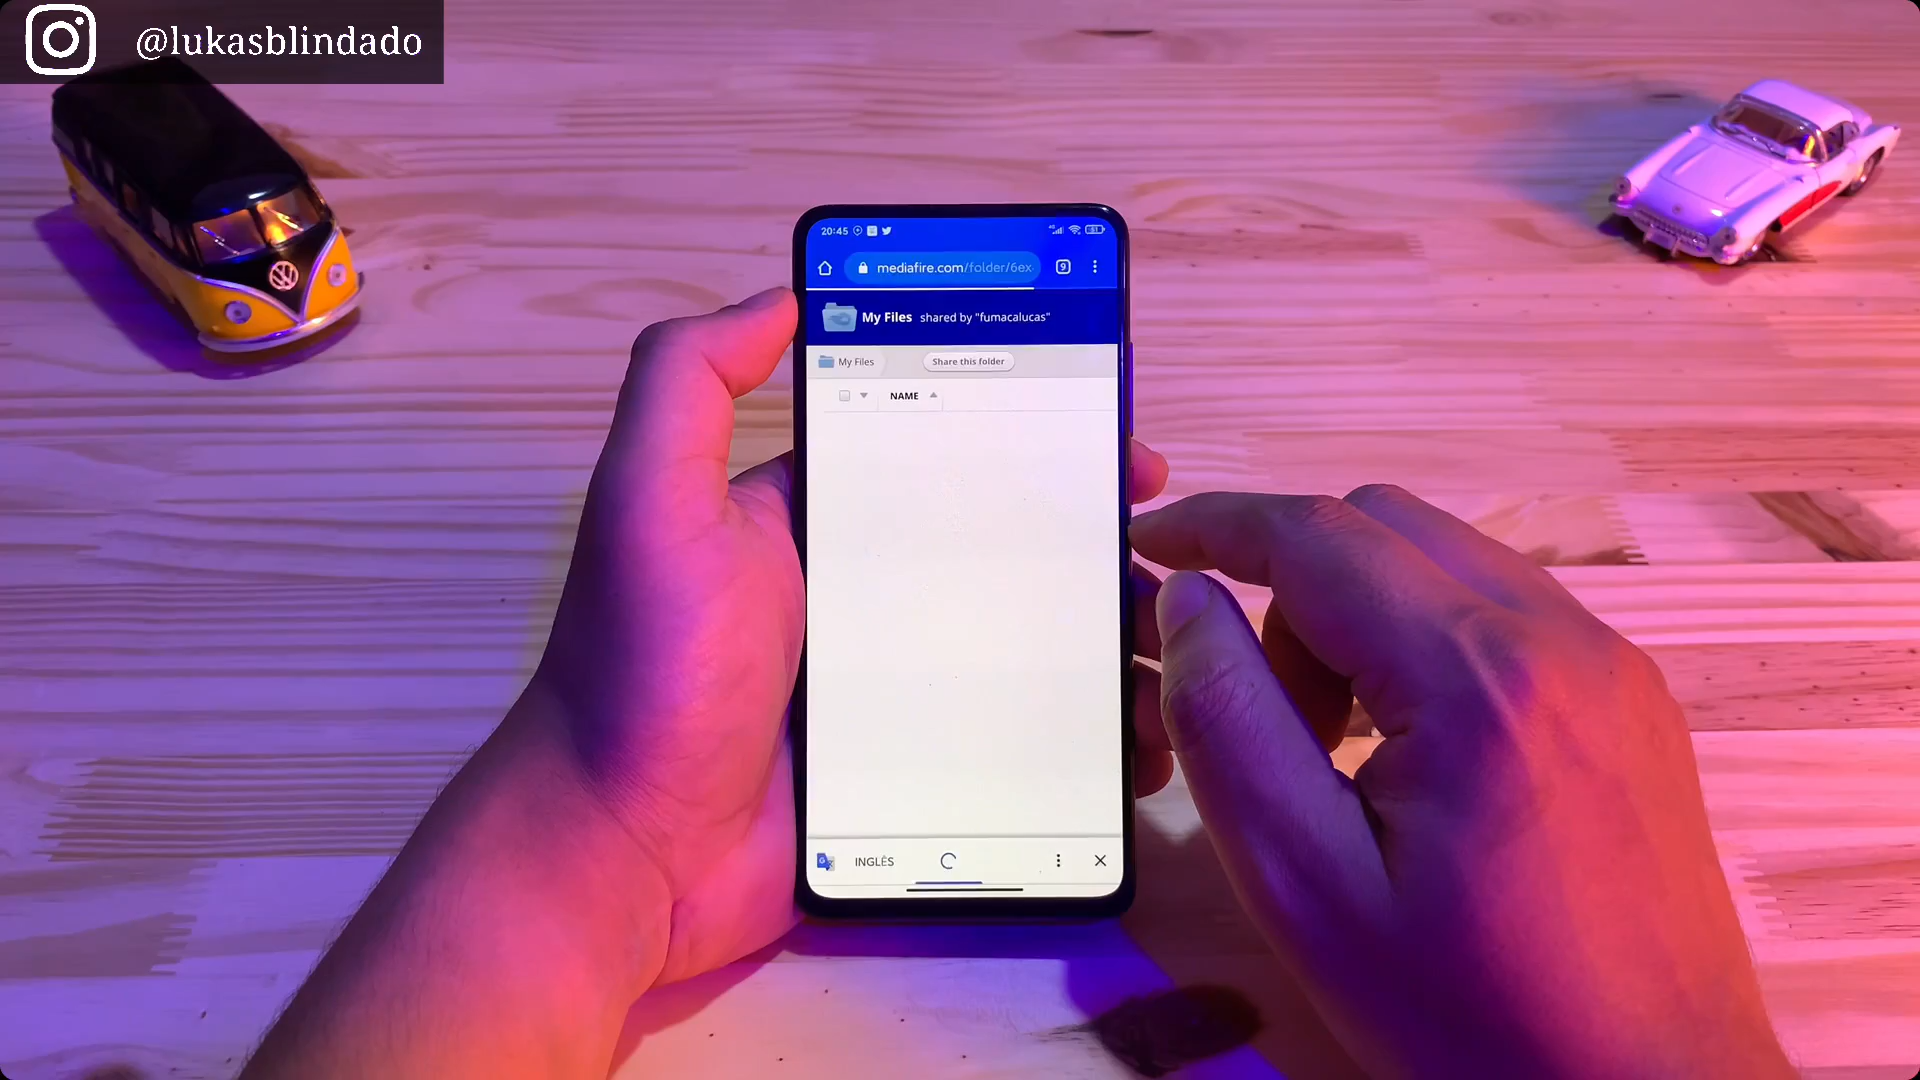 @lukasblindado
20:45
mediafire.com/folder/6ex
9
My Files shared by "fumacalucas"
My Files
Share this folder
NAME
INGLÊS